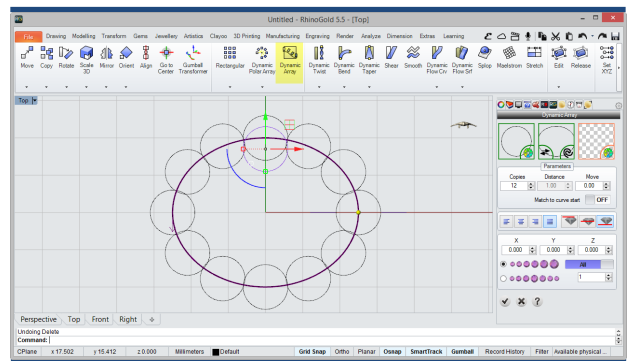 Untitled - RhinoGold 5.5 - [Top]
File Drawing Modelling Transform Gems Jewellery Artistics Clayoo 3D Printing Manufacturing Engraving Render Analyze Dimension Extras Learning
Move Copy Rotate Scale 3D Mirror Orient Align Go to Center Gumball Transformer Rectangular Dynamic Polar Array Dynamic Array Dynamic Twist Dynamic Bend Dynamic Taper Shear Smooth Dynamic Flow Crv Dynamic Flow Srf Splop Maelstrom Stretch Edit Release Set XYZ
Top
Dynamic Array
Parameters
Copies Distance Move
12 1.00 0.00
Match to curve start OFF
X Y Z
0.000 0.000 0.000
All
1
Perspective Top Front Right
Undoing Delete
Command:
CPlane x 17.502 y 15.412 z 0.000 Millimeters Default Grid Snap Ortho Planar Osnap SmartTrack Gumball Record History Filter Available physical ...